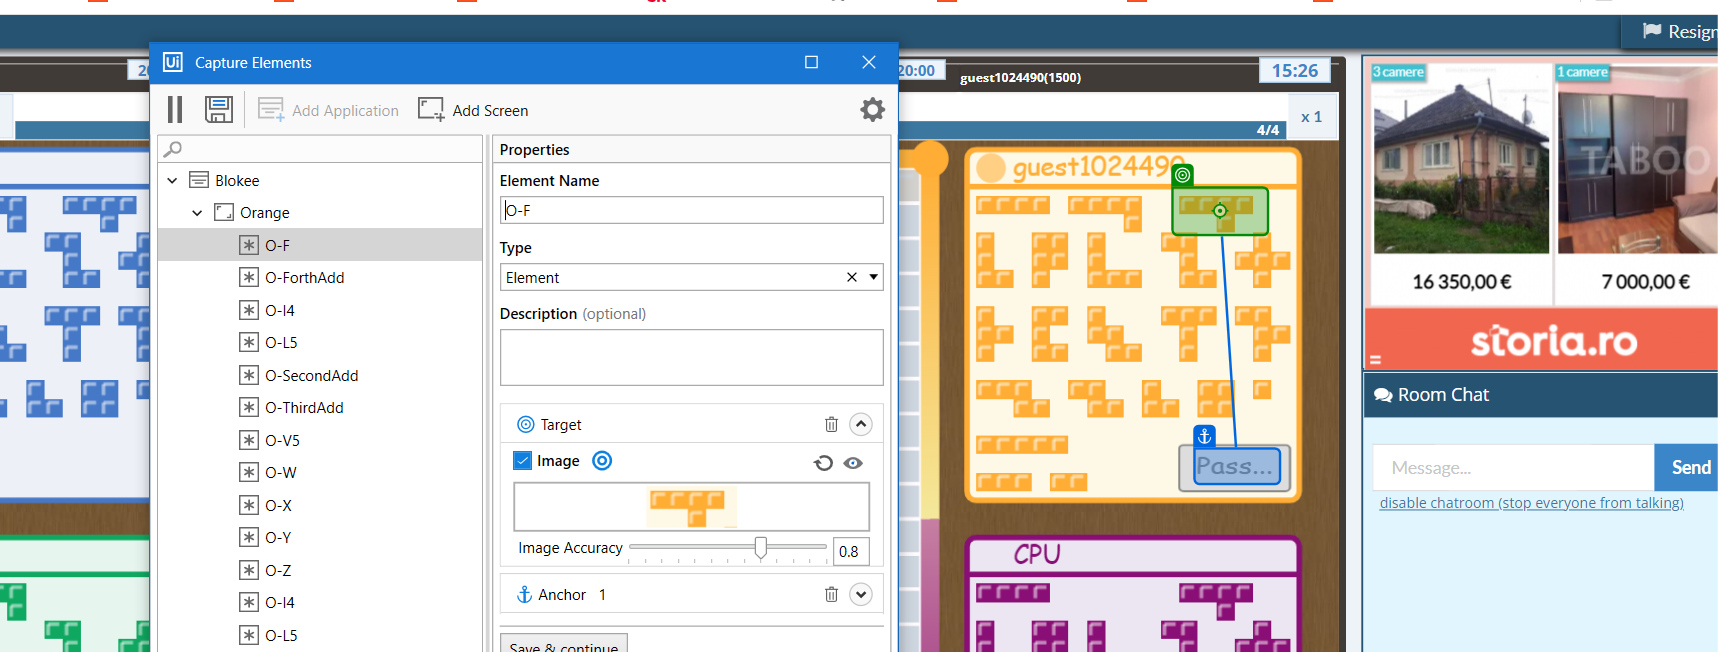 Resign
Capture Elements
20:00
guest1024490(1500)
15:26
3 camere
1 camere
Add Application
Add Screen
x 1
4/4
TABOO
Properties
guest1024490
Element Name
Blokee
O-F
Orange
O-F
Type
O-ForthAdd
Element
16 350,00 €
7 000,00 €
O-I4
Description (optional)
O-L5
storia.ro
O-SecondAdd
Room Chat
O-ThirdAdd
Target
O-V5
Image
Pass...
Message...
Send
O-W
disable chatroom (stop everyone from talking)
O-X
O-Y
Image Accuracy
0.8
CPU
O-Z
Anchor 1
O-I4
O-L5
Save & continue